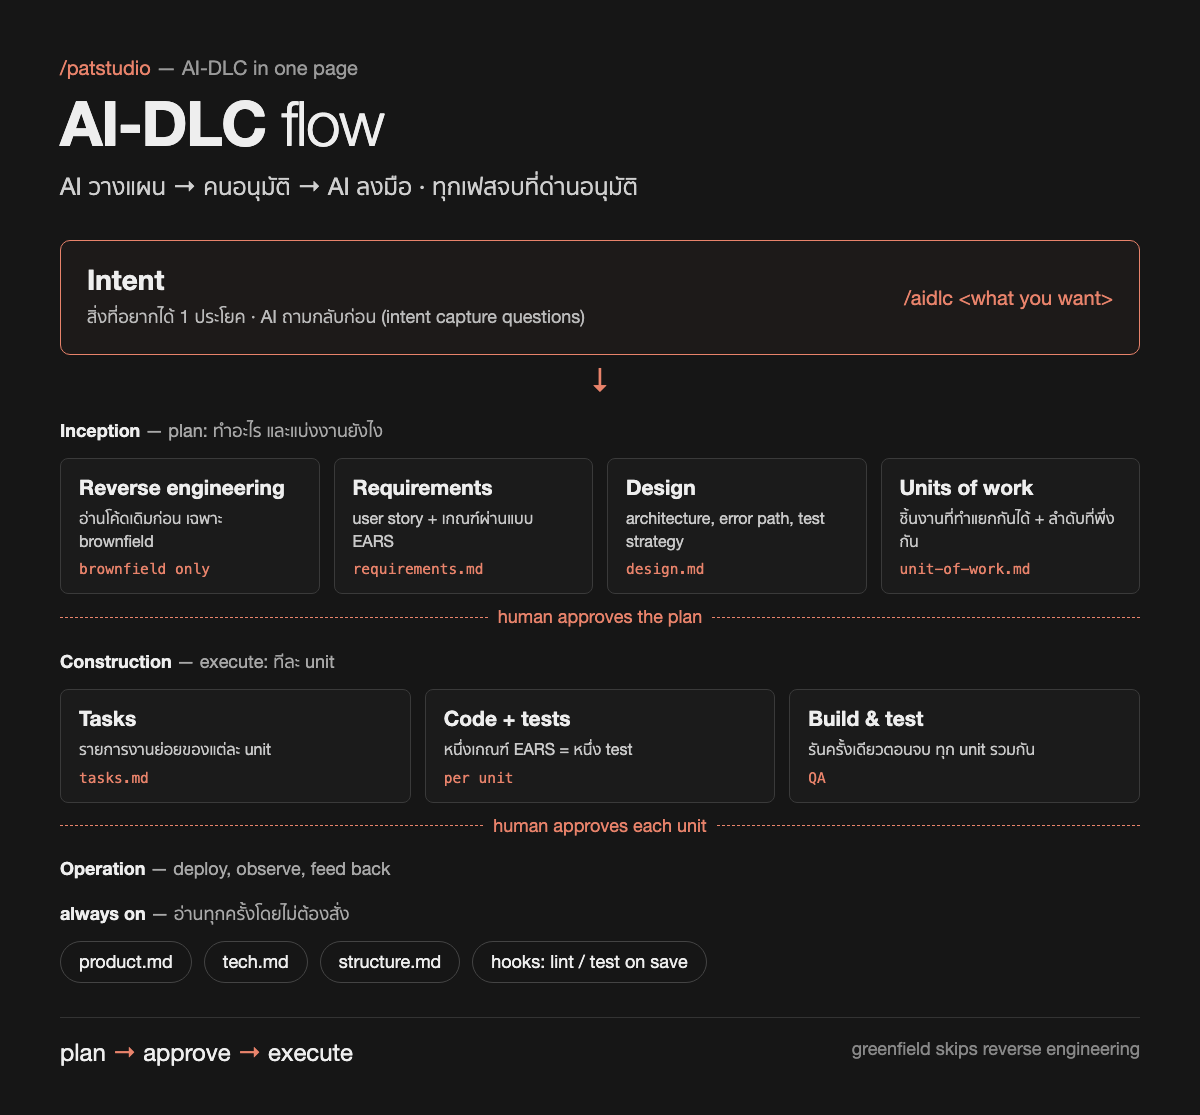 /patstudio — AI-DLC in one page
AI-DLC flow
AI วางแผน → คนอนุมัติ → AI ลงมือ · ทุกเฟสจบที่ด่านอนุมัติ
Intent
สิ่งที่อยากได้ 1 ประโยค · AI ถามกลับก่อน (intent capture questions)
/aidlc <what you want>
↓
Inception — plan: ทำอะไร และแบ่งงานยังไง
Reverse engineering
อ่านโค้ดเดิมก่อน เฉพาะ
brownfield
brownfield only
Requirements
user story + เกณฑ์ผ่านแบบ
EARS
requirements.md
Design
architecture, error path, test
strategy
design.md
Units of work
ชิ้นงานที่ทำแยกกันได้ + ลำดับที่พึ่ง
กัน
unit-of-work.md
human approves the plan
Construction — execute: ทีละ unit
Tasks
รายการงานย่อยของแต่ละ unit
tasks.md
Code + tests
หนึ่งเกณฑ์ EARS = หนึ่ง test
per unit
Build & test
รันครั้งเดียวตอนจบ ทุก unit รวมกัน
QA
human approves each unit
Operation — deploy, observe, feed back
always on — อ่านทุกครั้งโดยไม่ต้องสั่ง
product.md
tech.md
structure.md
hooks: lint / test on save
plan → approve → execute
greenfield skips reverse engineering